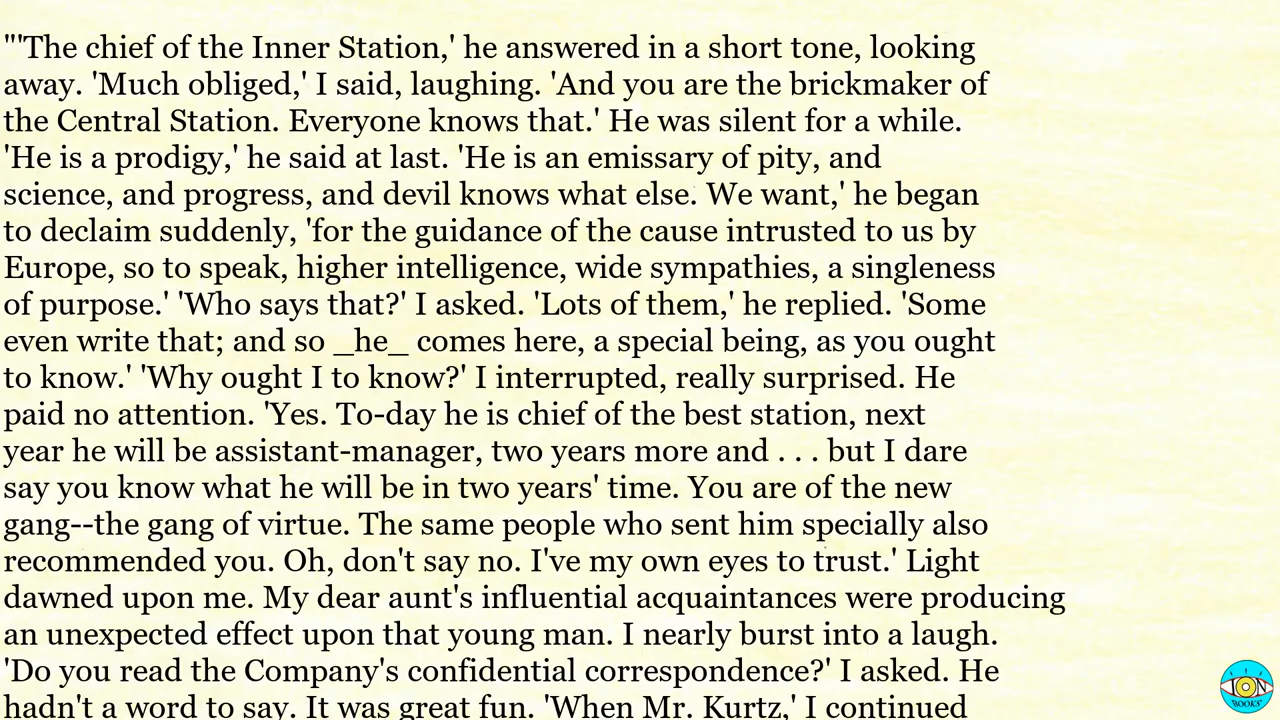 "'The chief of the Inner Station,' he answered in a short tone, looking
away. 'Much obliged,' I said, laughing. 'And you are the brickmaker of
the Central Station. Everyone knows that.' He was silent for a while.
'He is a prodigy,' he said at last. 'He is an emissary of pity, and
science, and progress, and devil knows what else. We want,' he began
to declaim suddenly, 'for the guidance of the cause intrusted to us by
Europe, so to speak, higher intelligence, wide sympathies, a singleness
of purpose.' 'Who says that?' I asked. 'Lots of them,' he replied. 'Some
even write that; and so _he_ comes here, a special being, as you ought
to know.' 'Why ought I to know?' I interrupted, really surprised. He
paid no attention. 'Yes. To-day he is chief of the best station, next
year he will be assistant-manager, two years more and . . . but I dare
say you know what he will be in two years' time. You are of the new
gang--the gang of virtue. The same people who sent him specially also
recommended you. Oh, don't say no. I've my own eyes to trust.' Light
dawned upon me. My dear aunt's influential acquaintances were producing
an unexpected effect upon that young man. I nearly burst into a laugh.
'Do you read the Company's confidential correspondence?' I asked. He
hadn't a word to say. It was great fun. 'When Mr. Kurtz,' I continued
ION
BOOKS